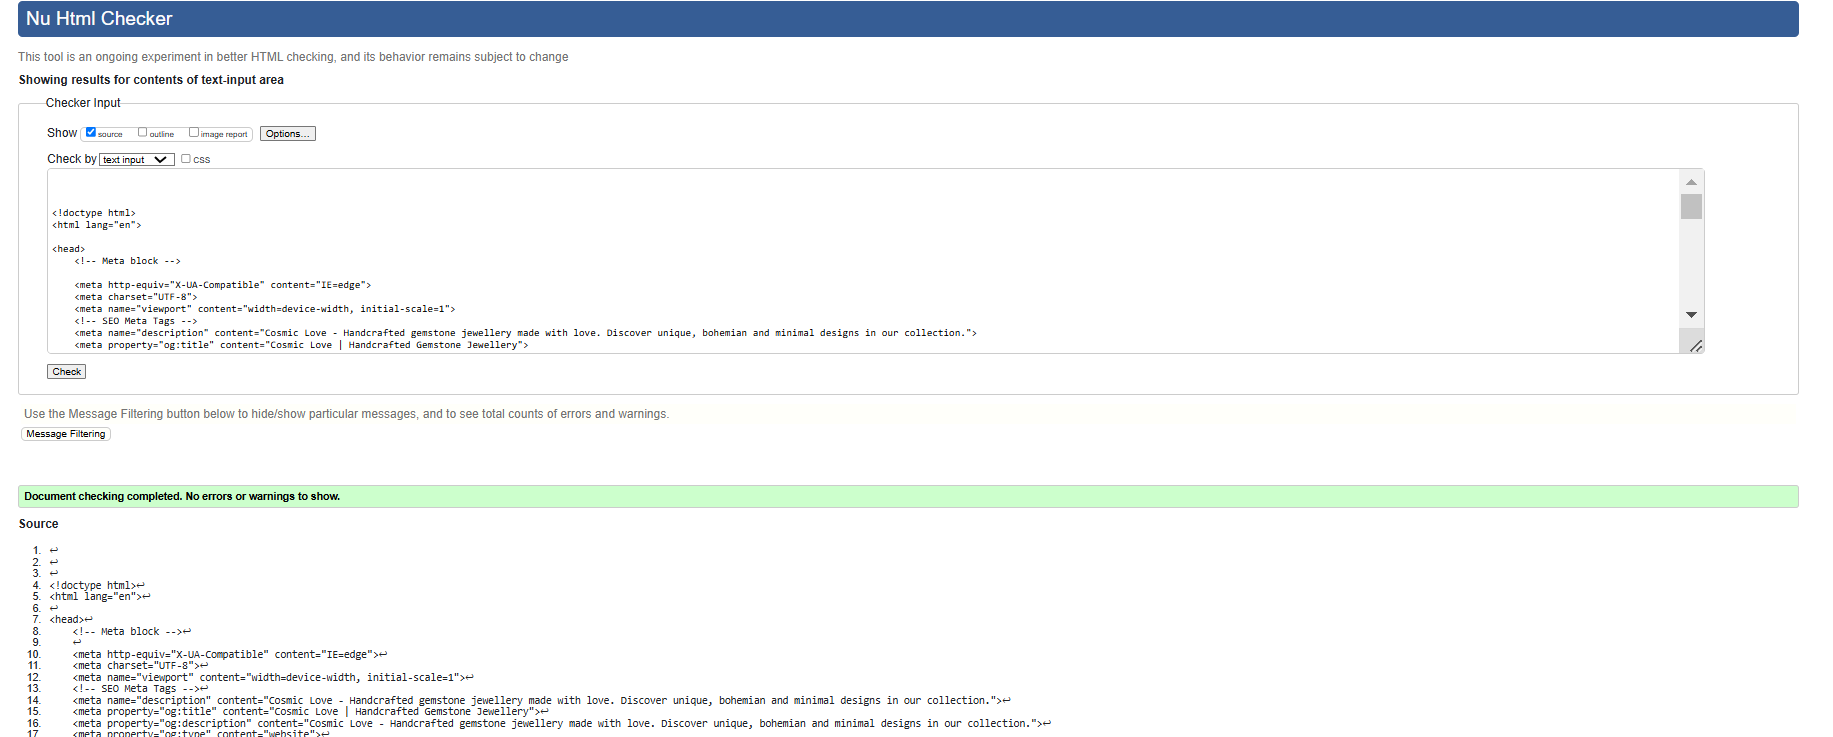 Nu Html Checker
This tool is an ongoing experiment in better HTML checking, and its behavior remains subject to change
Showing results for contents of text-input area
Checker Input
Show source outline image report Options...
Check by text input css
<!doctype html>
<html lang="en">
<head>
<!-- Meta block -->
<meta http-equiv="X-UA-Compatible" content="IE=edge">
<meta charset="UTF-8">
<meta name="viewport" content="width=device-width, initial-scale=1">
<!-- SEO Meta Tags -->
<meta name="description" content="Cosmic Love - Handcrafted gemstone jewellery made with love. Discover unique, bohemian and minimal designs in our collection.">
<meta property="og:title" content="Cosmic Love | Handcrafted Gemstone Jewellery">
Check
Use the Message Filtering button below to hide/show particular messages, and to see total counts of errors and warnings.
Message Filtering
Document checking completed. No errors or warnings to show.
Source
1. ↩
2. ↩
3. ↩
4. <!doctype html>↩
5. <html lang="en">↩
6. ↩
7. <head>↩
8. <!-- Meta block -->↩
9. ↩
10. <meta http-equiv="X-UA-Compatible" content="IE=edge">↩
11. <meta charset="UTF-8">↩
12. <meta name="viewport" content="width=device-width, initial-scale=1">↩
13. <!-- SEO Meta Tags -->↩
14. <meta name="description" content="Cosmic Love - Handcrafted gemstone jewellery made with love. Discover unique, bohemian and minimal designs in our collection.">↩
15. <meta property="og:title" content="Cosmic Love | Handcrafted Gemstone Jewellery">↩
16. <meta property="og:description" content="Cosmic Love - Handcrafted gemstone jewellery made with love. Discover unique, bohemian and minimal designs in our collection.">↩
17. <meta property="og:type" content="website">↩